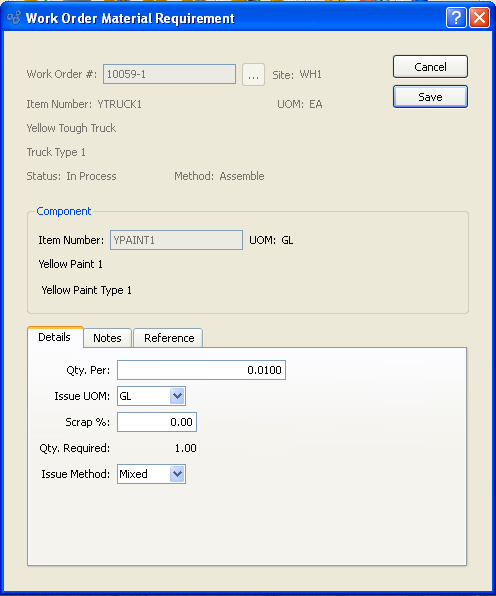 Work Order Material Requirement
Work Order #: 10059-1 ... Site: WH1
Cancel
Save
Item Number: YTRUCK1 UOM: EA
Yellow Tough Truck
Truck Type 1
Status: In Process Method: Assemble
Component
Item Number: YPAINT1 UOM: GL
Yellow Paint 1
Yellow Paint Type 1
Details Notes Reference
Qty. Per: 0.0100
Issue UOM: GL
Scrap %: 0.00
Qty. Required: 1.00
Issue Method: Mixed